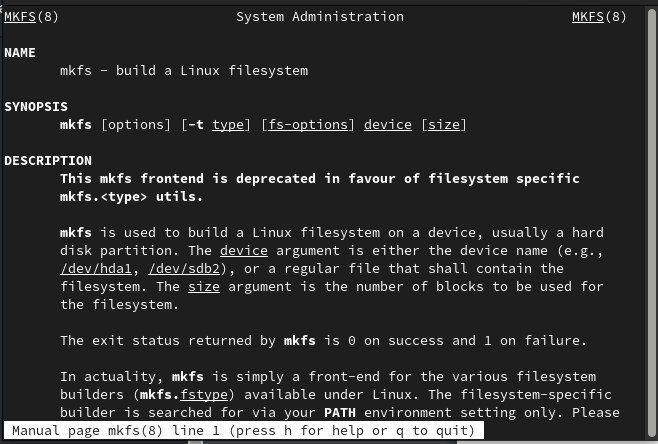 MKFS(8) System Administration MKFS(8)
NAME
mkfs - build a Linux filesystem
SYNOPSIS
mkfs [options] [-t type] [fs-options] device [size]
DESCRIPTION
This mkfs frontend is deprecated in favour of filesystem specific
mkfs.<type> utils.
mkfs is used to build a Linux filesystem on a device, usually a hard
disk partition. The device argument is either the device name (e.g.,
/dev/hda1, /dev/sdb2), or a regular file that shall contain the
filesystem. The size argument is the number of blocks to be used for
the filesystem.
The exit status returned by mkfs is 0 on success and 1 on failure.
In actuality, mkfs is simply a front-end for the various filesystem
builders (mkfs.fstype) available under Linux. The filesystem-specific
builder is searched for via your PATH environment setting only. Please
Manual page mkfs(8) line 1 (press h for help or q to quit)